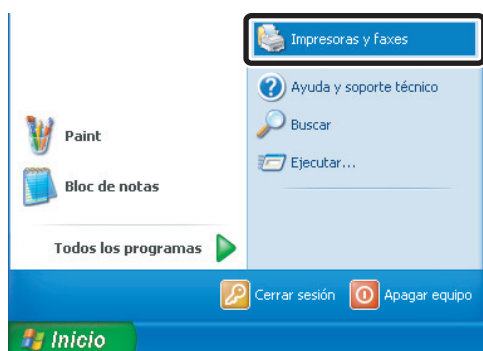 Impresoras y faxes
Ayuda y soporte técnico
Buscar
Ejecutar...
Paint
Bloc de notas
Todos los programas
Cerrar sesión
Apagar equipo
Inicio